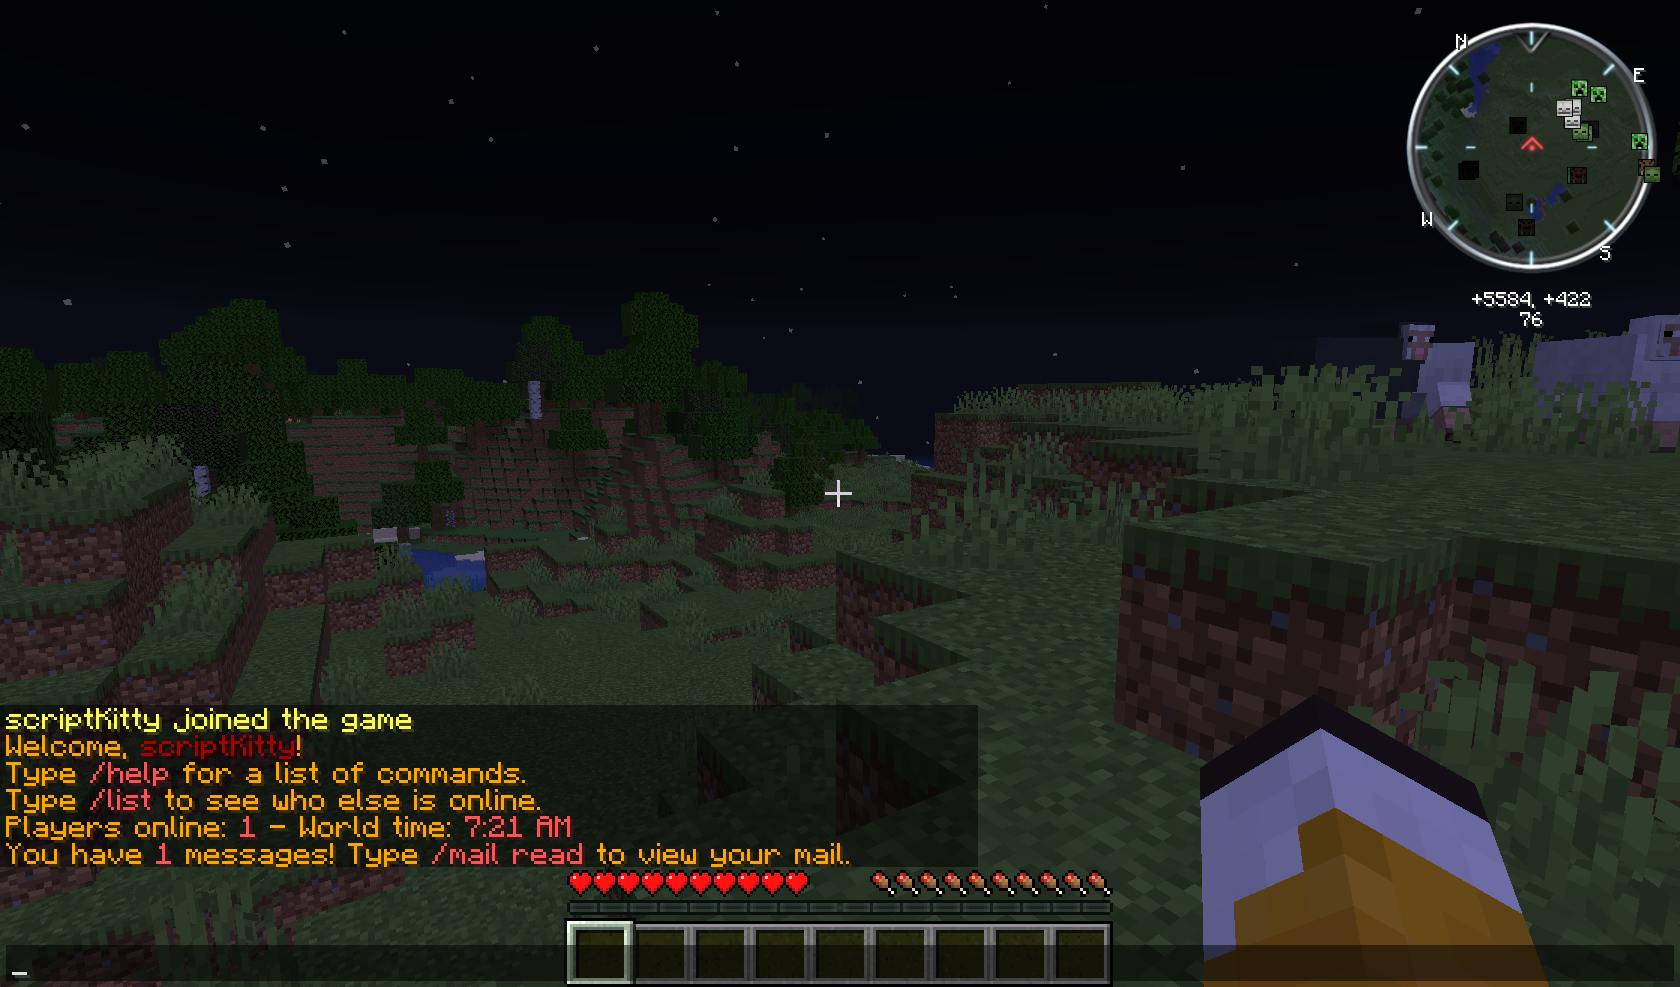 N
E
W
S
+5584, +422
76
scriptKitty joined the game
Welcome, scriptKitty!
Type /help for a list of commands.
Type /list to see who else is online.
Players online: 1 - World time: 7:21 AM
You have 1 messages! Type /mail read to view your mail.
_